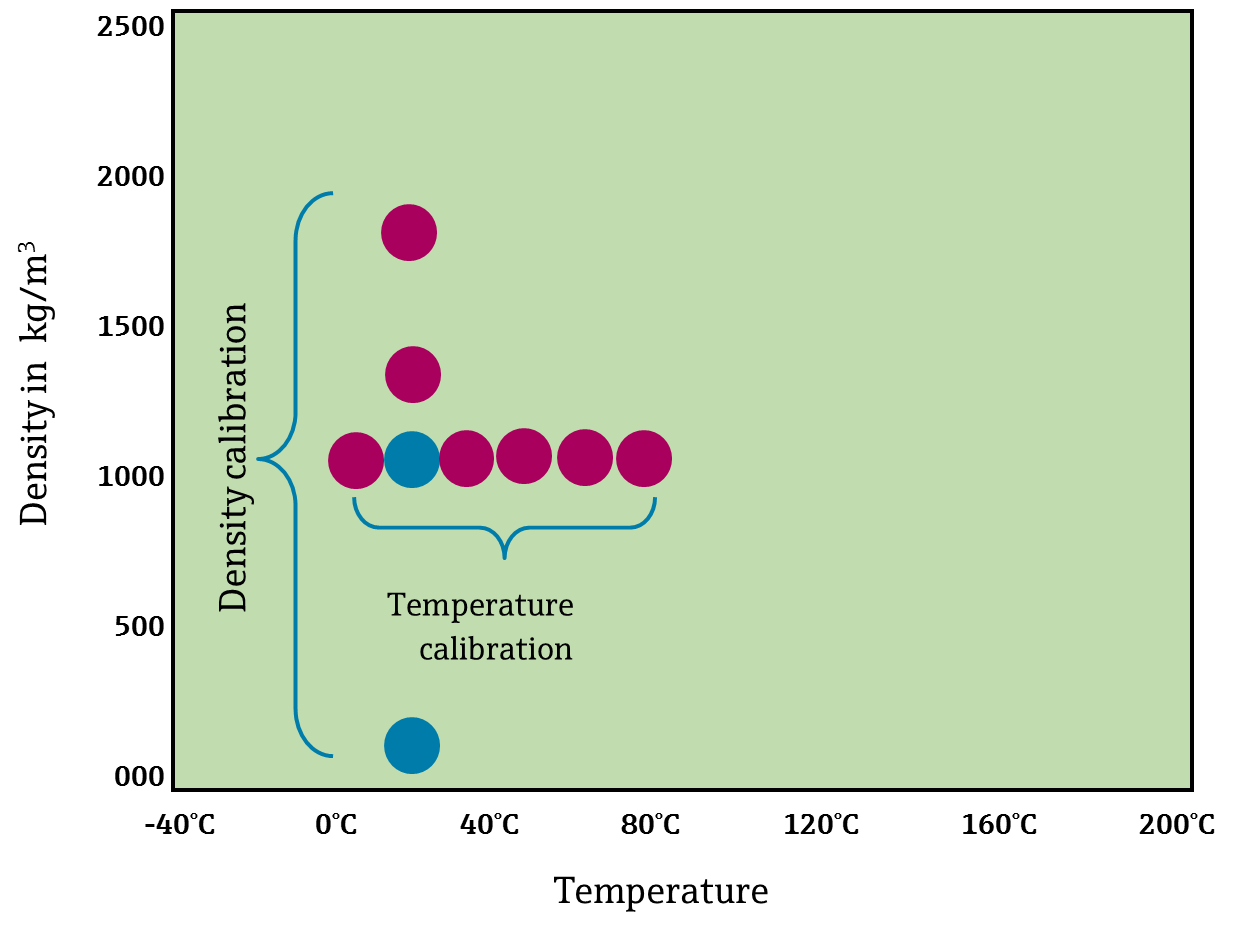 2500
2000
1500
1000
500
000
Density in kg/m³
Density calibration
Temperature
calibration
-40°C 0°C 40°C 80°C 120°C 160°C 200°C
Temperature